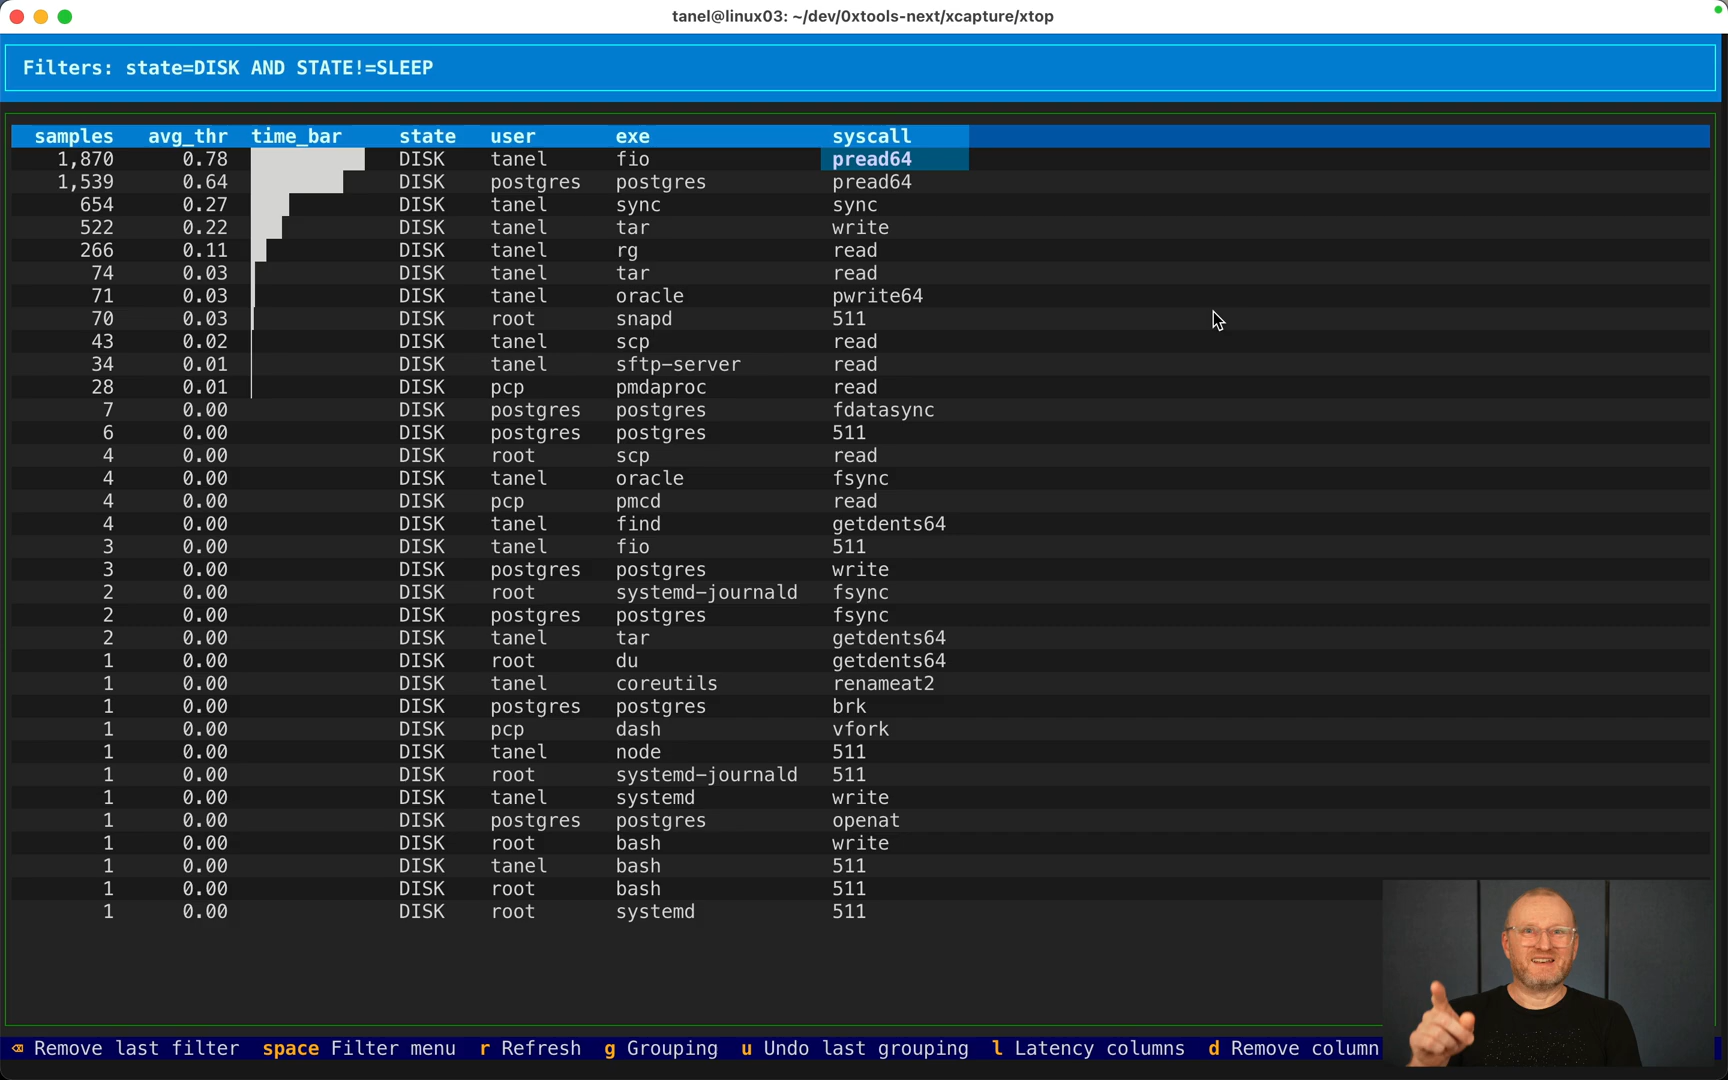 tanel@linux03: ~/dev/0xtools-next/xcapture/xtop
Filters: state=DISK AND STATE!=SLEEP
samples avg_thr time_bar state user exe syscall
1,870 0.78 DISK tanel fio pread64
1,539 0.64 DISK postgres postgres pread64
654 0.27 DISK tanel sync sync
522 0.22 DISK tanel tar write
266 0.11 DISK tanel rg read
74 0.03 DISK tanel tar read
71 0.03 DISK tanel oracle pwrite64
70 0.03 DISK root snapd 511
43 0.02 DISK tanel scp read
34 0.01 DISK tanel sftp-server read
28 0.01 DISK pcp pmdaproc read
7 0.00 DISK postgres postgres fdatasync
6 0.00 DISK postgres postgres 511
4 0.00 DISK root scp read
4 0.00 DISK tanel oracle fsync
4 0.00 DISK pcp pmcd read
4 0.00 DISK tanel find getdents64
3 0.00 DISK tanel fio 511
3 0.00 DISK postgres postgres write
2 0.00 DISK root systemd-journald fsync
2 0.00 DISK postgres postgres fsync
2 0.00 DISK tanel tar getdents64
1 0.00 DISK root du getdents64
1 0.00 DISK tanel coreutils renameat2
1 0.00 DISK postgres postgres brk
1 0.00 DISK pcp dash vfork
1 0.00 DISK tanel node 511
1 0.00 DISK root systemd-journald 511
1 0.00 DISK tanel systemd write
1 0.00 DISK postgres postgres openat
1 0.00 DISK root bash write
1 0.00 DISK tanel bash 511
1 0.00 DISK root bash 511
1 0.00 DISK root systemd 511
⌫ Remove last filter space Filter menu r Refresh g Grouping u Undo last grouping l Latency columns d Remove column